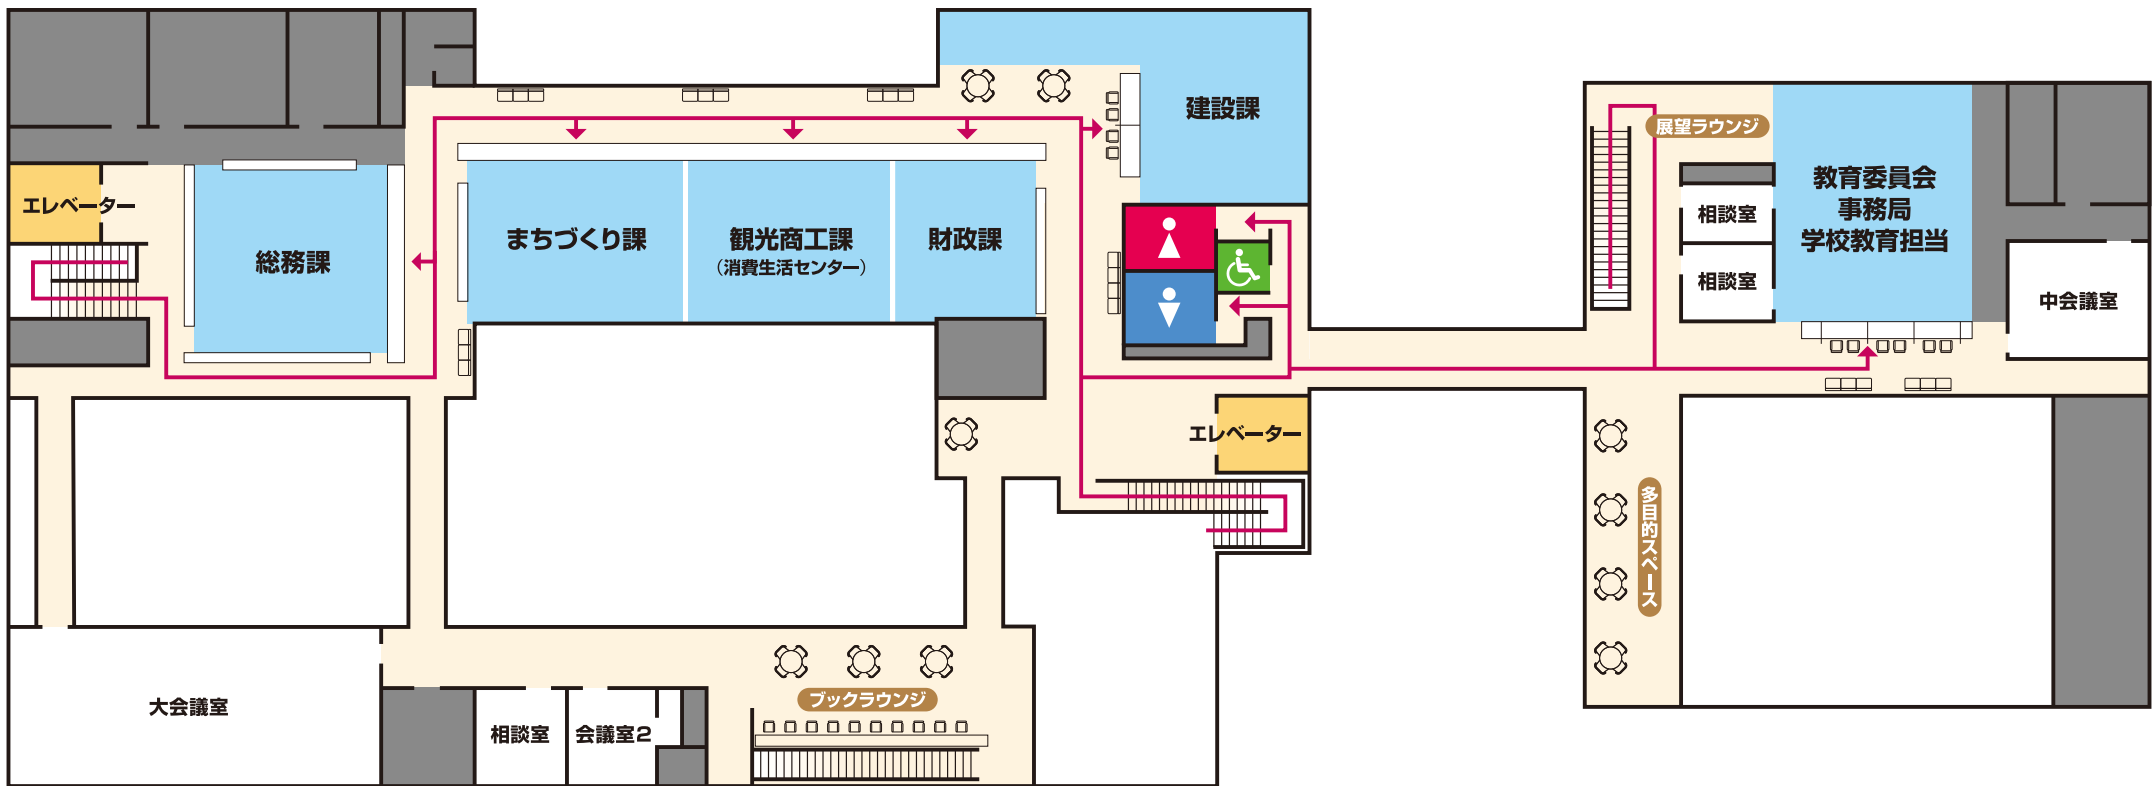 建設課
展望ラウンジ
教育委員会
事務局
学校教育担当
エレベーター
総務課
まちづくり課
観光商工課
（消費生活センター）
財政課
相談室
相談室
中会議室
エレベーター
多目的スペース
ブックラウンジ
大会議室
相談室
会議室2